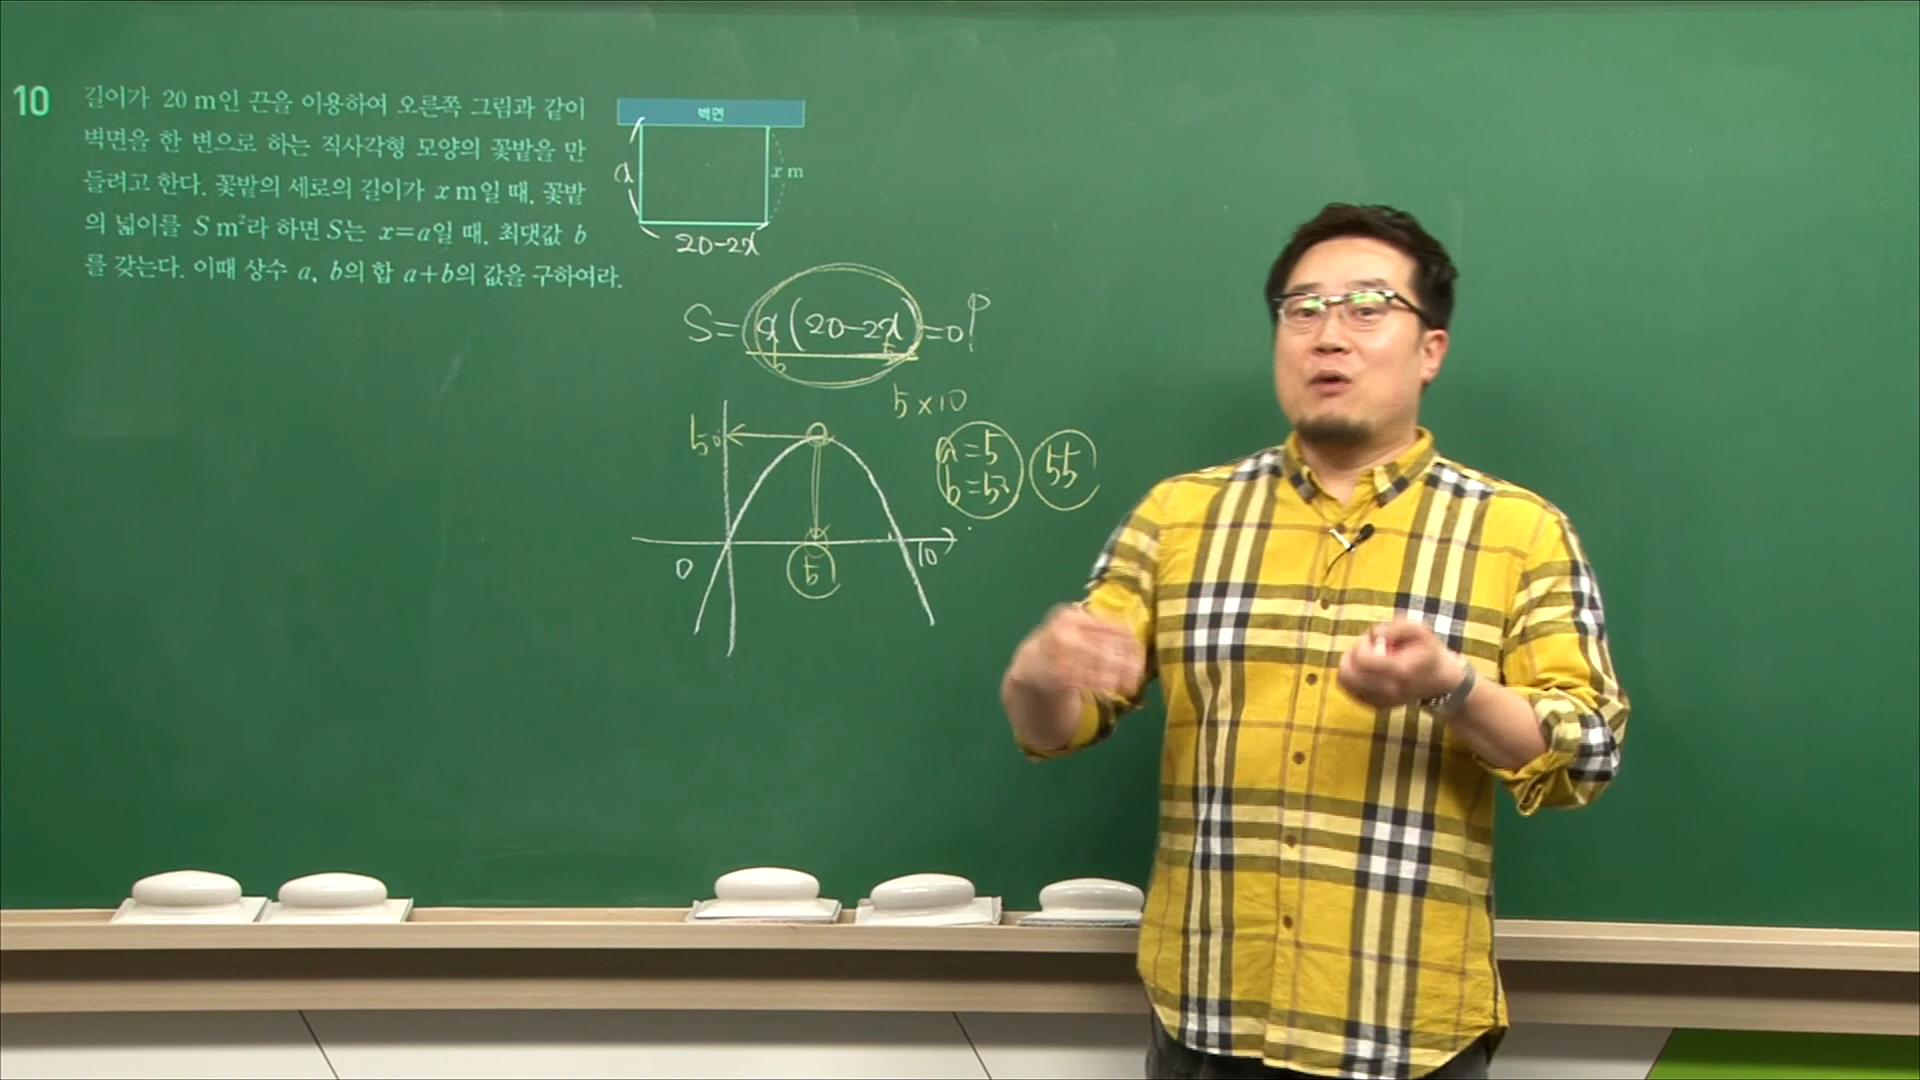 10 길이가 20 m인 끈을 이용하여 오른쪽 그림과 같이
벽면을 한 변으로 하는 직사각형 모양의 꽃밭을 만
들려고 한다. 꽃밭의 세로의 길이가 x m일 때, 꽃밭
의 넓이를 S m²라 하면 S는 x=a일 때, 최댓값 b
를 갖는다. 이때 상수 a, b의 합 a+b의 값을 구하여라.
벽면
x
x m
20-2x
S= x(20-2x) =0
5
5
5×10
50
a=5
b=50
55
0
5
10